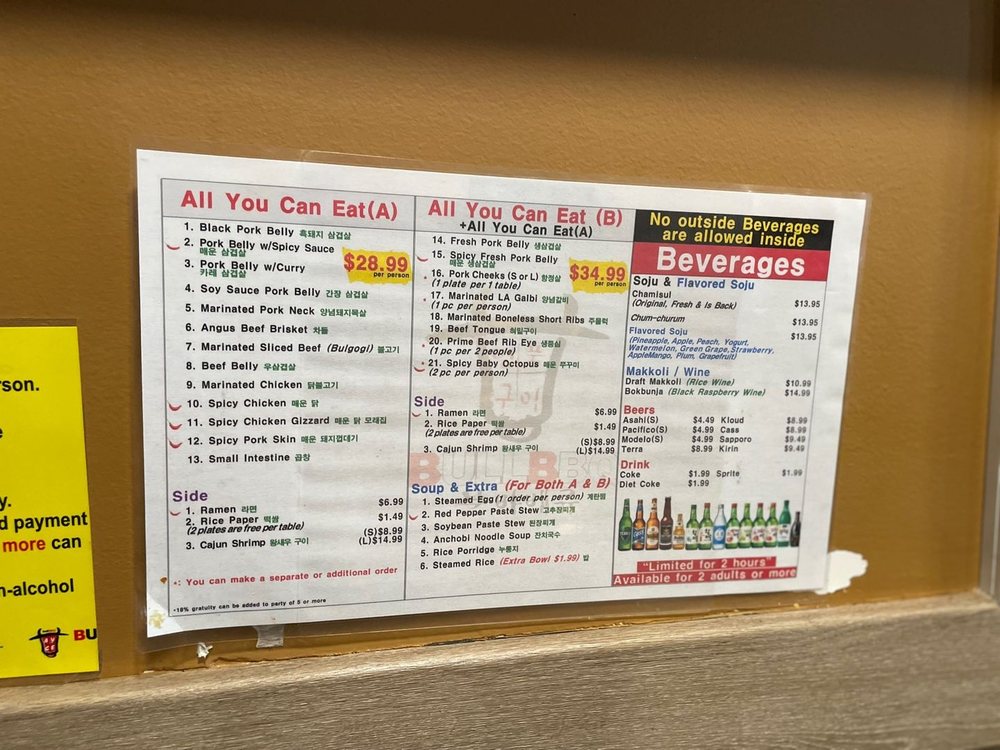 All You Can Eat(A)
1. Black Pork Belly 흑돼지 삼겹살
2. Pork Belly w/Spicy Sauce
매운 삼겹살
3. Pork Belly w/Curry
카레 삼겹살
$28.99
per person
4. Soy Sauce Pork Belly 간장 삼겹살
5. Marinated Pork Neck 양념돼지목살
6. Angus Beef Brisket 차돌
7. Marinated Sliced Beef (Bulgogi) 불고기
8. Beef Belly 우삼겹살
9. Marinated Chicken 닭불고기
10. Spicy Chicken 매운 닭
11. Spicy Chicken Gizzard 매운 닭 모래집
12. Spicy Pork Skin 매운 돼지껍데기
13. Small Intestine 곱창
Side
1. Ramen 라면 $6.99
2. Rice Paper 떡쌈 $1.49
(2 plates are free per table)
3. Cajun Shrimp 왕새우 구이 (S)$8.99
(L)$14.99
*: You can make a separate or additional order
*18% gratuity can be added to party of 5 or more
All You Can Eat (B)
+All You Can Eat(A)
14. Fresh Pork Belly 생삼겹살
15. Spicy Fresh Pork Belly
매운 생삼겹살
16. Pork Cheeks (S or L) 항정살
(1 plate per 1 table)
$34.99
per person
17. Marinated LA Galbi 양념갈비
(1 pc per person)
18. Marinated Boneless Short Ribs 주물럭
19. Beef Tongue 혀밑구이
20. Prime Beef Rib Eye 생등심
(1 pc per 2 people)
21. Spicy Baby Octopus 매운 쭈꾸미
(2 pc per person)
구이
Side
1. Ramen 라면 $6.99
2. Rice Paper 떡쌈 $1.49
(2 plates are free per table)
3. Cajun Shrimp 왕새우 구이 (S)$8.99
(L)$14.99
Soup & Extra (For Both A & B)
1. Steamed Egg(1 order per person) 계란찜
2. Red Pepper Paste Stew 고추장찌개
3. Soybean Paste Stew 된장찌개
4. Anchobi Noodle Soup 잔치국수
5. Rice Porridge 누룽지
6. Steamed Rice (Extra Bowl $1.99) 밥
No outside Beverages
are allowed inside
Beverages
Soju & Flavored Soju
Chamisul
(Original, Fresh & Is Back) $13.95
Chum-churum $13.95
Flavored Soju $13.95
(Pineapple, Apple, Peach, Yogurt,
Watermelon, Green Grape, Strawberry,
AppleMango, Plum, Grapefruit)
Makkoli / Wine
Draft Makkoli (Rice Wine) $10.99
Bokbunja (Black Raspberry Wine) $14.99
Beers
Asahi(S) $4.49 Kloud $8.99
Pacifico(S) $4.99 Cass $8.99
Modelo(S) $4.99 Sapporo $9.49
Terra $8.99 Kirin $9.49
Drink
Coke $1.99 Sprite $1.99
Diet Coke $1.99
"Limited for 2 hours"
Available for 2 adults or more
rson.
e
y.
d payment
more can
n-alcohol
AY
CE
BU